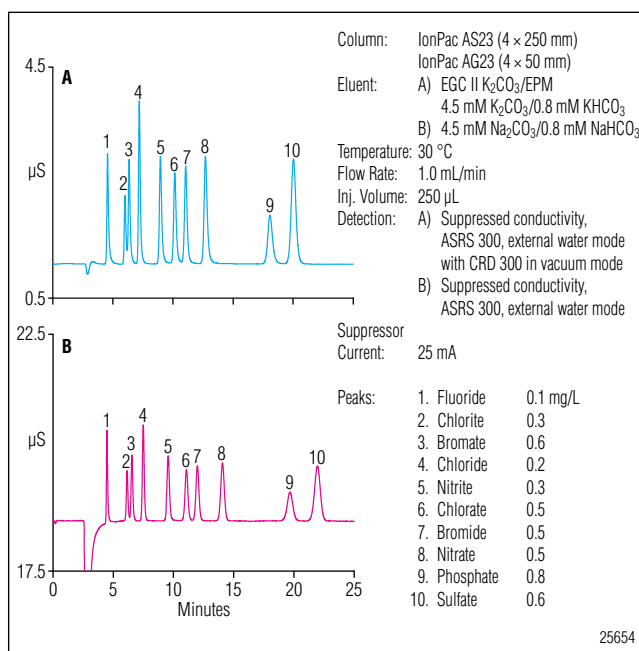 Column: IonPac AS23 (4 × 250 mm)
IonPac AG23 (4 × 50 mm)
Eluent: A) EGC II K₂CO₃/EPM
4.5 mM K₂CO₃/0.8 mM KHCO₃
B) 4.5 mM Na₂CO₃/0.8 mM NaHCO₃
Temperature: 30 °C
Flow Rate: 1.0 mL/min
Inj. Volume: 250 µL
Detection: A) Suppressed conductivity,
ASRS 300, external water mode
with CRD 300 in vacuum mode
B) Suppressed conductivity,
ASRS 300, external water mode
Suppressor
Current: 25 mA
Peaks: 1. Fluoride 0.1 mg/L
2. Chlorite 0.3
3. Bromate 0.6
4. Chloride 0.2
5. Nitrite 0.3
6. Chlorate 0.5
7. Bromide 0.5
8. Nitrate 0.5
9. Phosphate 0.8
10. Sulfate 0.6
4.5
A
µS
0.5
1 2 3 4 5 6 7 8 9 10
0 5 10 15 20 25
22.5
B
µS
17.5
1 2 3 4 5 6 7 8 9 10
0 5 10 15 20 25
Minutes
25654